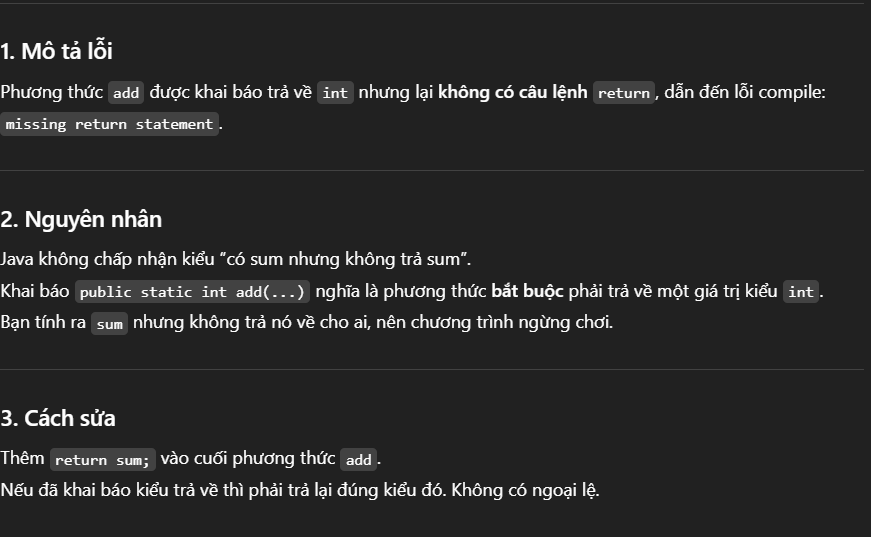 1. Mô tả lỗi
Phương thức add được khai báo trả về int nhưng lại không có câu lệnh return, dẫn đến lỗi compile:
missing return statement.
2. Nguyên nhân
Java không chấp nhận kiểu “có sum nhưng không trả sum”.
Khai báo public static int add(...) nghĩa là phương thức bắt buộc phải trả về một giá trị kiểu int.
Bạn tính ra sum nhưng không trả nó về cho ai, nên chương trình ngừng chơi.
3. Cách sửa
Thêm return sum; vào cuối phương thức add.
Nếu đã khai báo kiểu trả về thì phải trả lại đúng kiểu đó. Không có ngoại lệ.